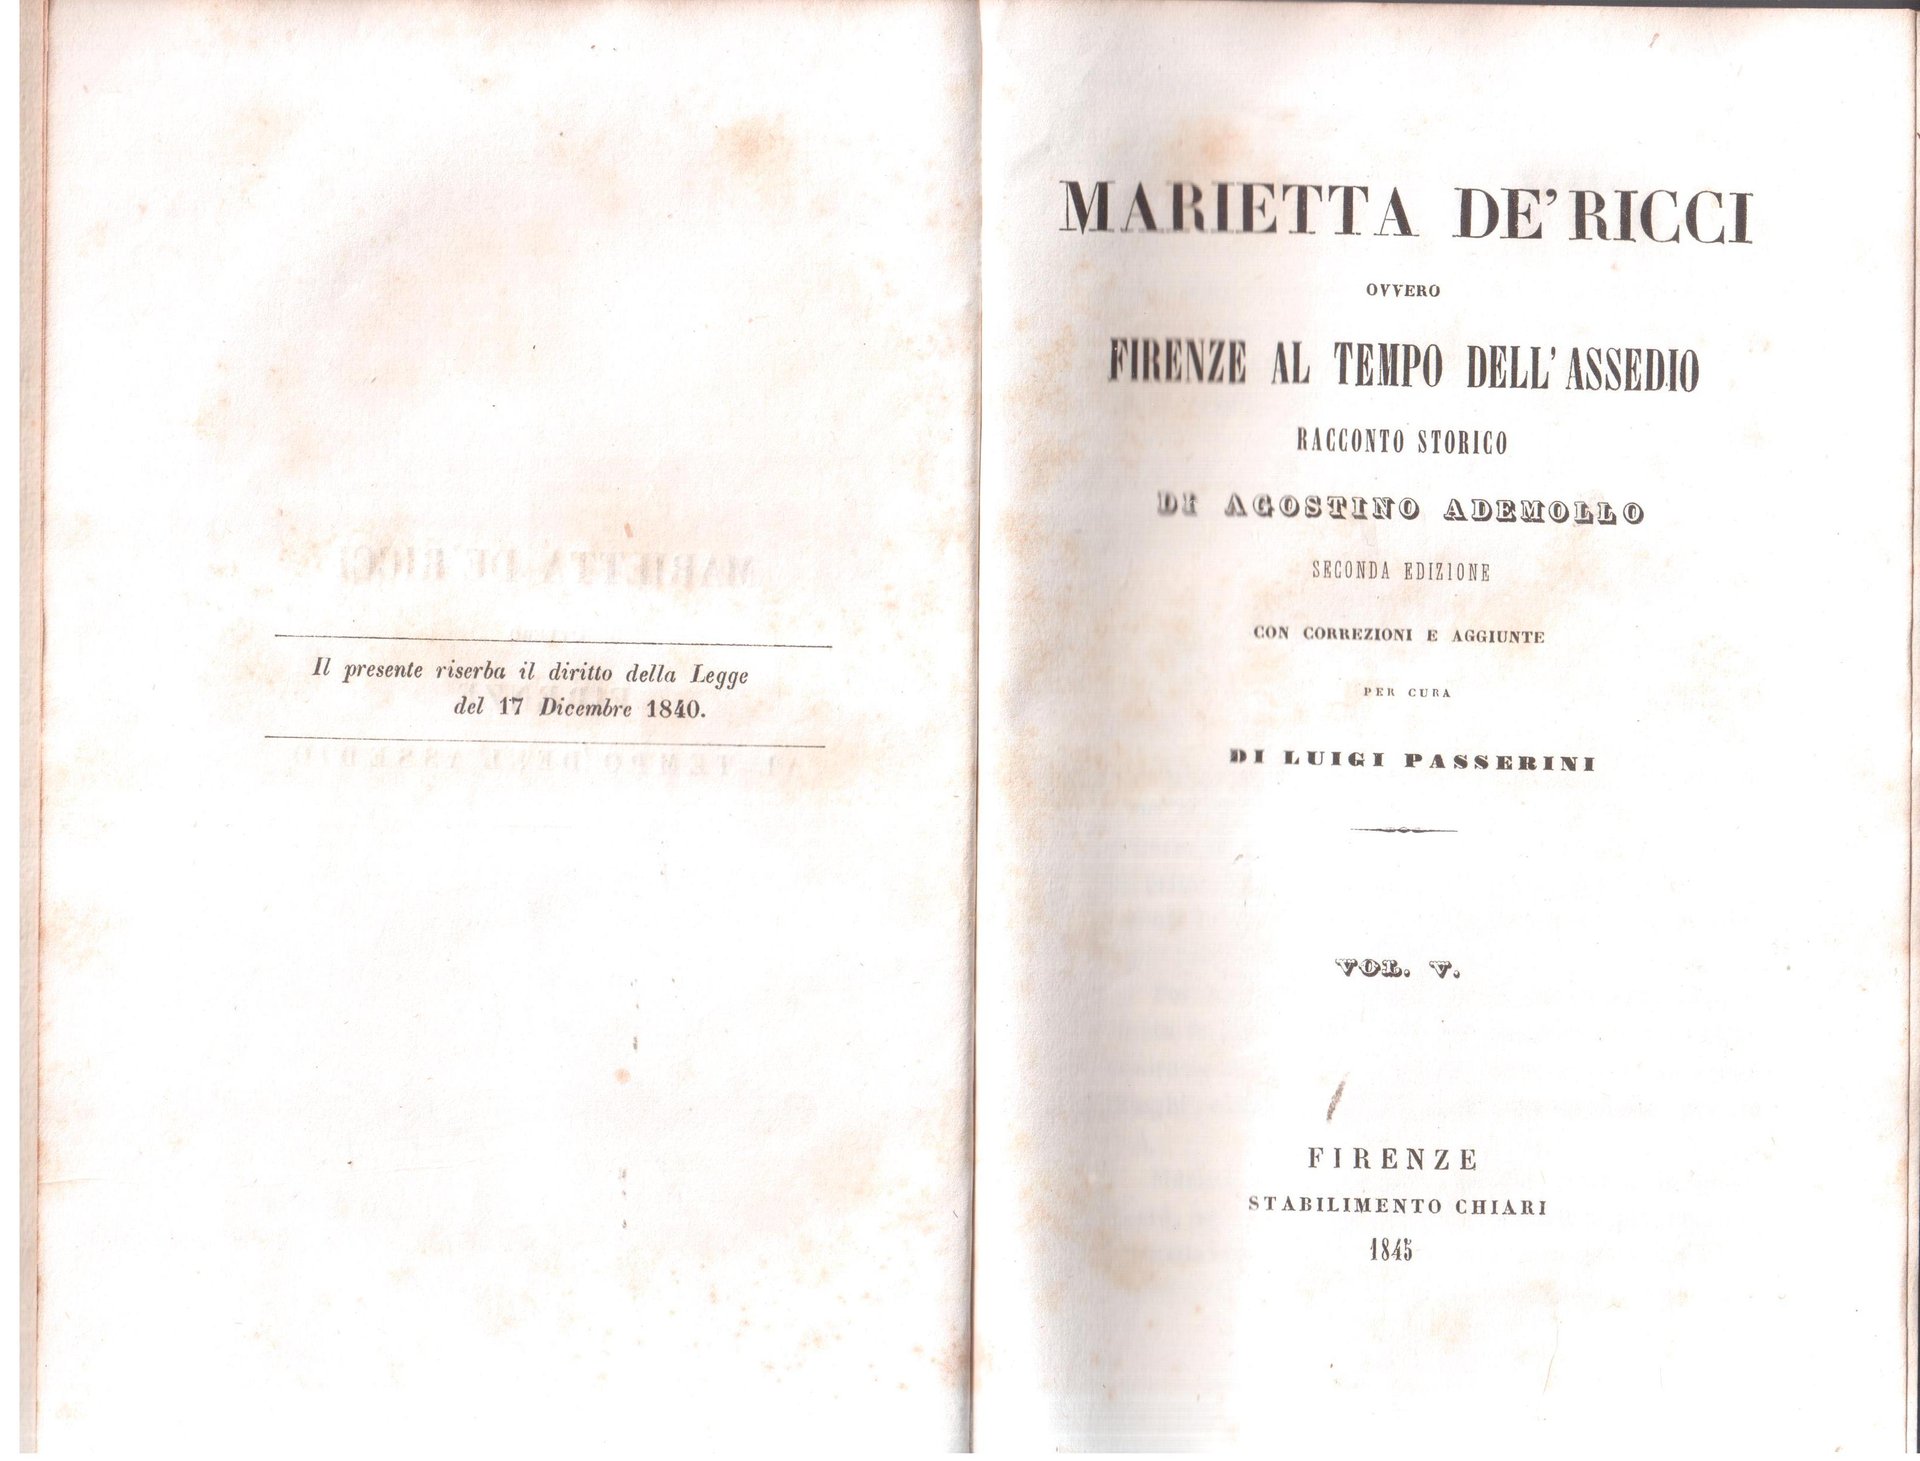 Il presente riserba il diritto della Legge
del 17 Dicembre 1840.
MARIETTA DE' RICCI
OVVERO
FIRENZE AL TEMPO DELL' ASSEDIO
RACCONTO STORICO
DI AGOSTINO ADEMOLLO
SECONDA EDIZIONE
CON CORREZIONI E AGGIUNTE
PER CURA
DI LUIGI PASSERINI
VOL. V.
FIRENZE
STABILIMENTO CHIARI
1845